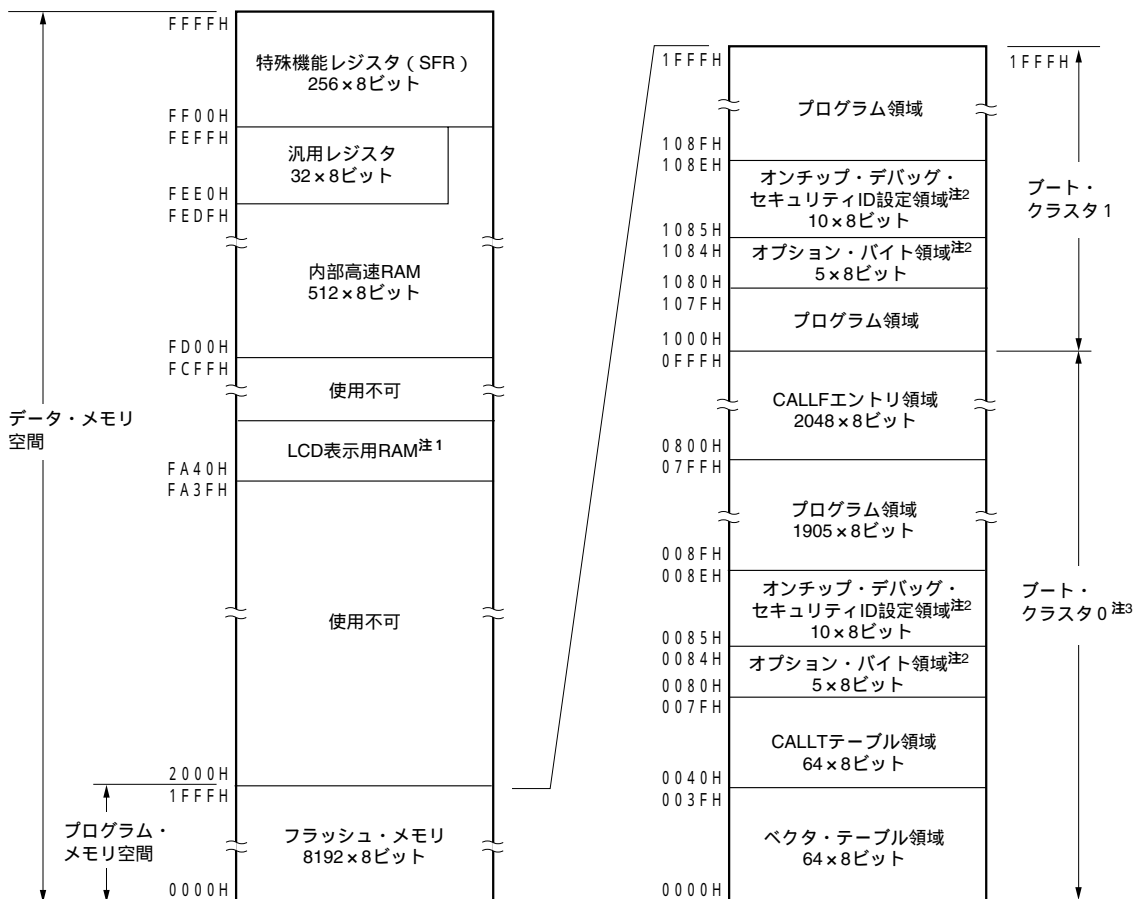 データ・メモリ
空間
プログラム・
メモリ空間
FFFFH
特殊機能レジスタ（SFR）
256×8ビット
FF00H
FEFFH
汎用レジスタ
32×8ビット
FEE0H
FEDFH
内部高速RAM
512×8ビット
FD00H
FCFFH
使用不可
LCD表示用RAM注1
FA40H
FA3FH
使用不可
2000H
1FFFH
フラッシュ・メモリ
8192×8ビット
0000H
1FFFH
プログラム領域
108FH
108EH
オンチップ・デバッグ・
セキュリティID設定領域注2
10×8ビット
1085H
1084H
オプション・バイト領域注2
5×8ビット
1080H
107FH
プログラム領域
1000H
0FFFH
CALLFエントリ領域
2048×8ビット
0800H
07FFH
プログラム領域
1905×8ビット
008FH
008EH
オンチップ・デバッグ・
セキュリティID設定領域注2
10×8ビット
0085H
0084H
オプション・バイト領域注2
5×8ビット
0080H
007FH
CALLTテーブル領域
64×8ビット
0040H
003FH
ベクタ・テーブル領域
64×8ビット
0000H
1FFFH
ブート・
クラスタ1
ブート・
クラスタ0注3